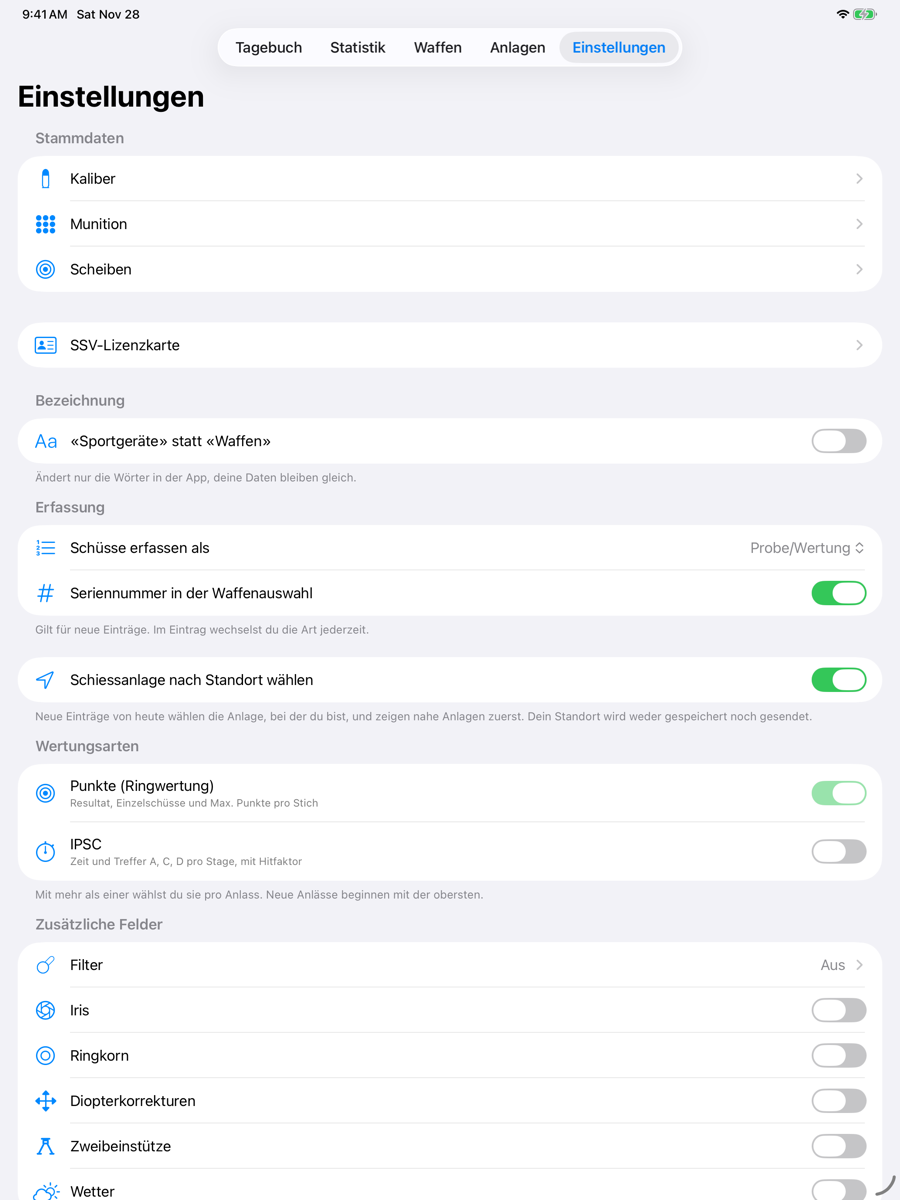 9:41 AM Sat Nov 28
Tagebuch Statistik Waffen Anlagen Einstellungen
Einstellungen
Stammdaten
Kaliber
Munition
Scheiben
SSV-Lizenzkarte
Bezeichnung
Aa «Sportgeräte» statt «Waffen»
Ändert nur die Wörter in der App, deine Daten bleiben gleich.
Erfassung
Schüsse erfassen als Probe/Wertung
Seriennummer in der Waffenauswahl
Gilt für neue Einträge. Im Eintrag wechselst du die Art jederzeit.
Schiessanlage nach Standort wählen
Neue Einträge von heute wählen die Anlage, bei der du bist, und zeigen nahe Anlagen zuerst. Dein Standort wird weder gespeichert noch gesendet.
Wertungsarten
Punkte (Ringwertung)
Resultat, Einzelschüsse und Max. Punkte pro Stich
IPSC
Zeit und Treffer A, C, D pro Stage, mit Hitfaktor
Mit mehr als einer wählst du sie pro Anlass. Neue Anlässe beginnen mit der obersten.
Zusätzliche Felder
Filter Aus
Iris
Ringkorn
Diopterkorrekturen
Zweibeinstütze
Wetter